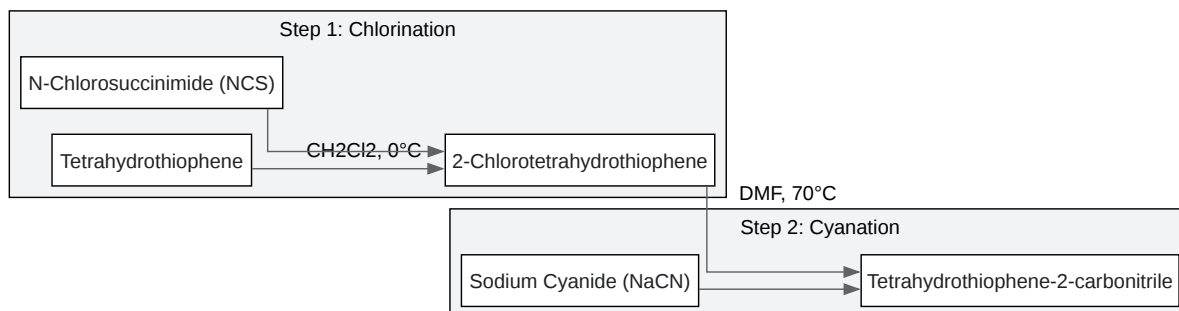 Step 1: Chlorination
N-Chlorosuccinimide (NCS)
Tetrahydrothiophene
CH2Cl2, 0°C
2-Chlorotetrahydrothiophene
DMF, 70°C
Step 2: Cyanation
Sodium Cyanide (NaCN)
Tetrahydrothiophene-2-carbonitrile